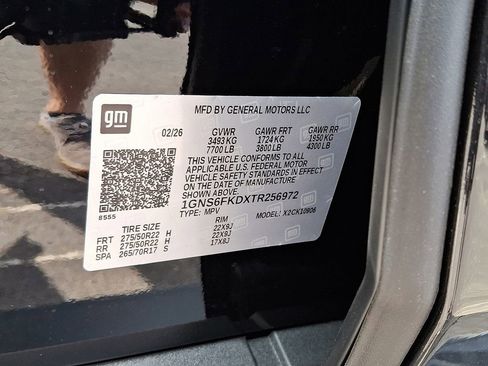 gm
MFD BY GENERAL MOTORS LLC
02/26 GVWR GAWR FRT GAWR RR
3493 KG 1724 KG 1950 KG
7700 LB 3800 LB 4300 LB
THIS VEHICLE CONFORMS TO ALL
APPLICABLE U.S. FEDERAL MOTOR
VEHICLE SAFETY STANDARDS IN EFFECT
ON THE DATE OF MANUFACTURE
SHOWN ABOVE.
1GNS6FKDXTR256972
TYPE: MPV MODEL: X2CK10906
8555
TIRE SIZE RIM
FRT 275/50R22 H 22X9J
RR 275/50R22 H 22X9J
SPA 265/70R17 S 17X8J